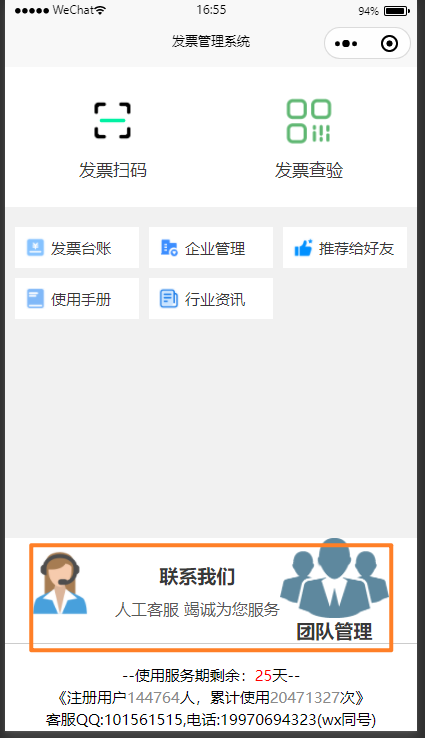 WeChat 16:55 94%
发票管理系统
发票扫码 发票查验
发票台账 企业管理 推荐给好友
使用手册 行业资讯
联系我们
人工客服 竭诚为您服务
团队管理
--使用服务期剩余：25天--
《注册用户144764人，累计使用20471327次》
客服QQ:101561515,电话:19970694323(wx同号)